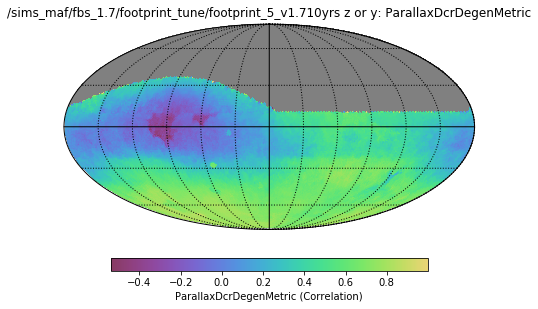 /sims_maf/fbs_1.7/footprint_tune/footprint_5_v1.710yrs z or y: ParallaxDcrDegenMetric
−0.4 −0.2 0.0 0.2 0.4 0.6 0.8
ParallaxDcrDegenMetric (Correlation)